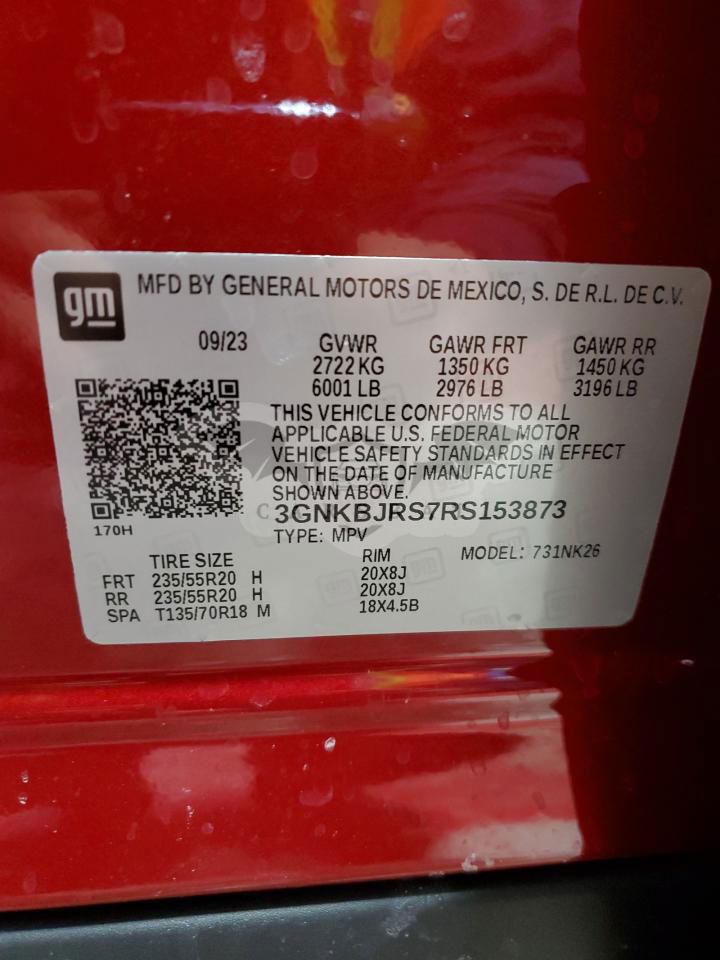 gm
MFD BY GENERAL MOTORS DE MEXICO, S. DE R.L. DE C.V.
09/23 GVWR GAWR FRT GAWR RR
2722 KG 1350 KG 1450 KG
6001 LB 2976 LB 3196 LB
THIS VEHICLE CONFORMS TO ALL
APPLICABLE U.S. FEDERAL MOTOR
VEHICLE SAFETY STANDARDS IN EFFECT
ON THE DATE OF MANUFACTURE
SHOWN ABOVE.
3GNKBJRS7RS153873
170H
TYPE: MPV
TIRE SIZE RIM MODEL: 731NK26
FRT 235/55R20 H 20X8J
RR 235/55R20 H 20X8J
SPA T135/70R18 M 18X4.5B